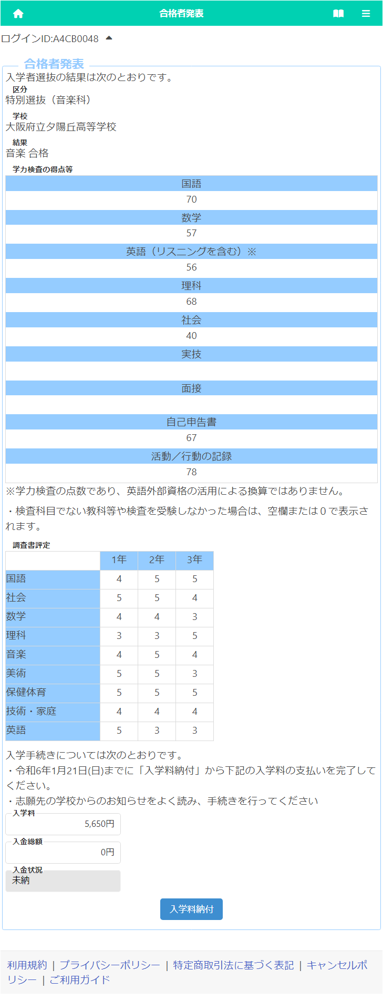 合格者発表
ログインID:A4CB0048
合格者発表
入学者選抜の結果は次のとおりです。
区分
特別選抜（音楽科）
学校
大阪府立夕陽丘高等学校
結果
音楽 合格
学力検査の得点等
国語
70
数学
57
英語（リスニングを含む）※
56
理科
68
社会
40
実技
面接
自己申告書
67
活動／行動の記録
78
※学力検査の点数であり、英語外部資格の活用による換算ではありません。
・検査科目でない教科等や検査を受験しなかった場合は、空欄または０で表示さ
れます。
調査書評定
1年 2年 3年
国語 4 5 5
社会 5 5 4
数学 4 4 3
理科 3 3 5
音楽 4 5 4
美術 5 5 3
保健体育 5 5 5
技術・家庭 4 4 4
英語 5 3 3
入学手続きについては次のとおりです。
・令和6年1月21日(日)までに「入学料納付」から下記の入学料の支払いを完了して
ください。
・志願先の学校からのお知らせをよく読み、手続きを行ってください
入学料
5,650円
入金総額
0円
入金状況
未納
入学料納付
利用規約 | プライバシーポリシー | 特定商取引法に基づく表記 | キャンセルポ
リシー | ご利用ガイド